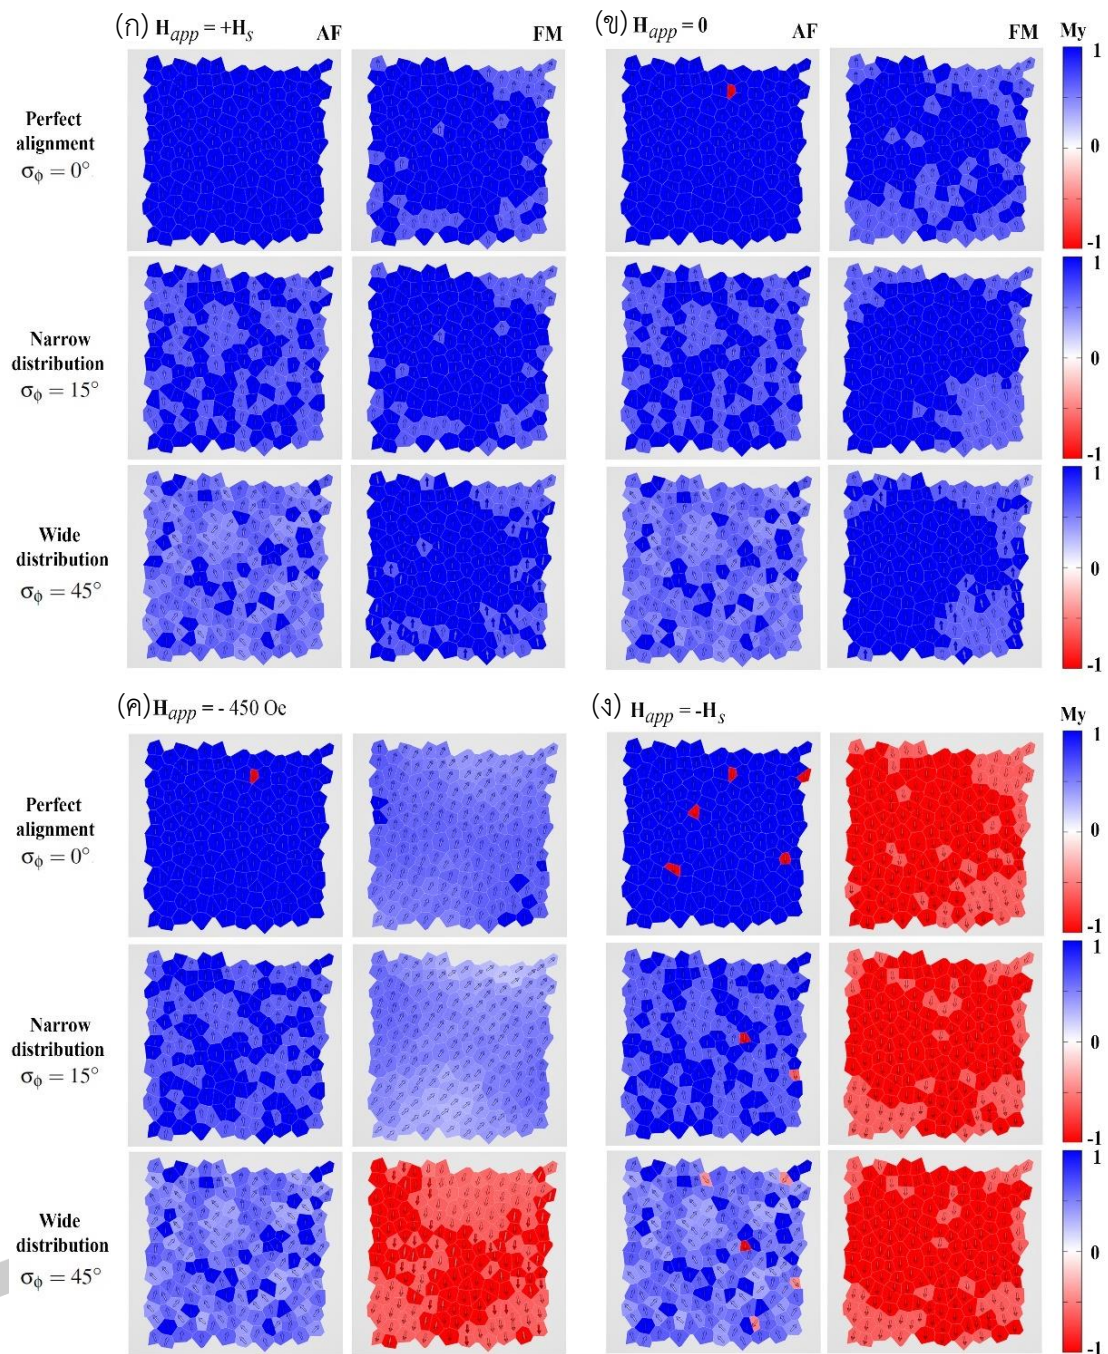 (ก) H_app = +H_s AF FM
(ข) H_app = 0 AF FM My
Perfect alignment σ_ϕ = 0°
1
0
-1
Narrow distribution σ_ϕ = 15°
1
0
-1
Wide distribution σ_ϕ = 45°
1
0
-1
(ค) H_app = - 450 Oe
(ง) H_app = -H_s My
Perfect alignment σ_ϕ = 0°
1
0
-1
Narrow distribution σ_ϕ = 15°
1
0
-1
Wide distribution σ_ϕ = 45°
1
0
-1